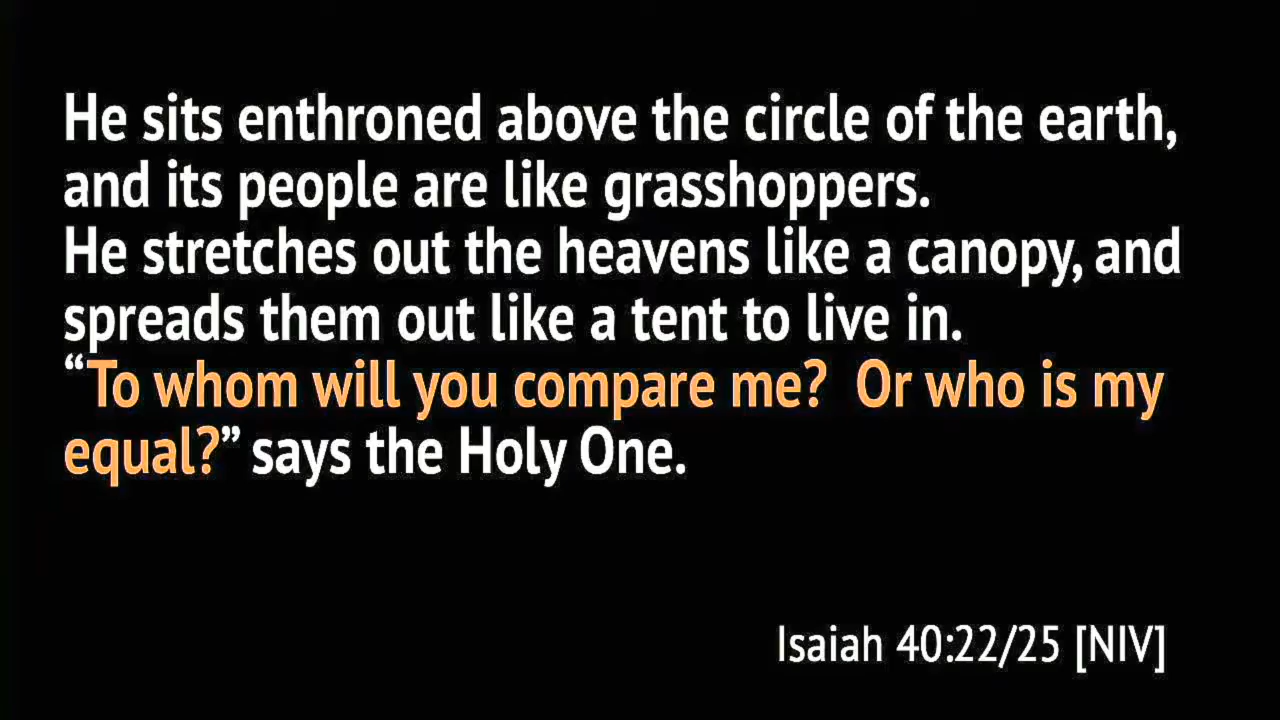 He sits enthroned above the circle of the earth,
and its people are like grasshoppers.
He stretches out the heavens like a canopy, and
spreads them out like a tent to live in.
“To whom will you compare me?  Or who is my
equal?” says the Holy One.
Isaiah 40:22/25 [NIV]